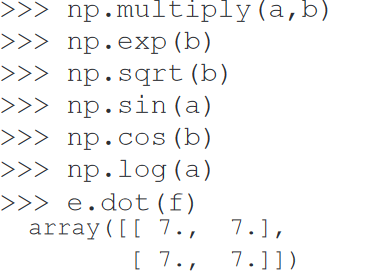 >>> np.multiply(a,b)
>>> np.exp(b)
>>> np.sqrt(b)
>>> np.sin(a)
>>> np.cos(b)
>>> np.log(a)
>>> e.dot(f)
array([[ 7., 7.],
[ 7., 7.]])